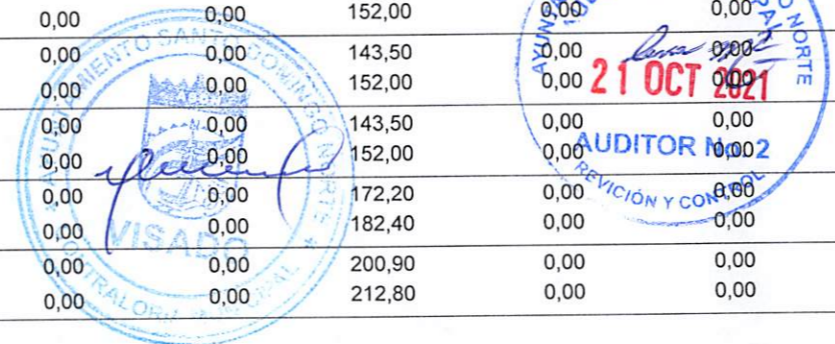 0,00 0,00 152,00 0,00 0,00
0,00 0,00 143,50 0,00 0,00
0,00 0,00 152,00 0,00 0,00
0,00 0,00 143,50 0,00 0,00
0,00 0,00 152,00 0,00 0,00
0,00 0,00 172,20 0,00 0,00
0,00 0,00 182,40 0,00 0,00
0,00 0,00 200,90 0,00 0,00
0,00 0,00 212,80 0,00 0,00
AYUNTAMIENTO SANTO DOMINGO NORTE
VISADO
CONTRALORIA MUNICIPAL
NORTE
21 OCT 2021
AUDITOR No. 2
REVICIÓN Y CONTROL